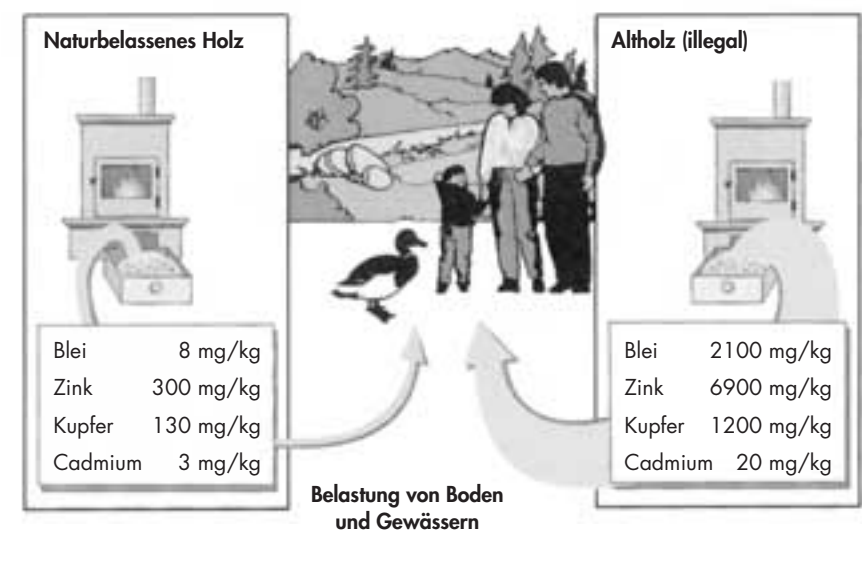 Naturbelassenes Holz
Blei 8 mg/kg
Zink 300 mg/kg
Kupfer 130 mg/kg
Cadmium 3 mg/kg
Altholz (illegal)
Blei 2100 mg/kg
Zink 6900 mg/kg
Kupfer 1200 mg/kg
Cadmium 20 mg/kg
Belastung von Boden
und Gewässern